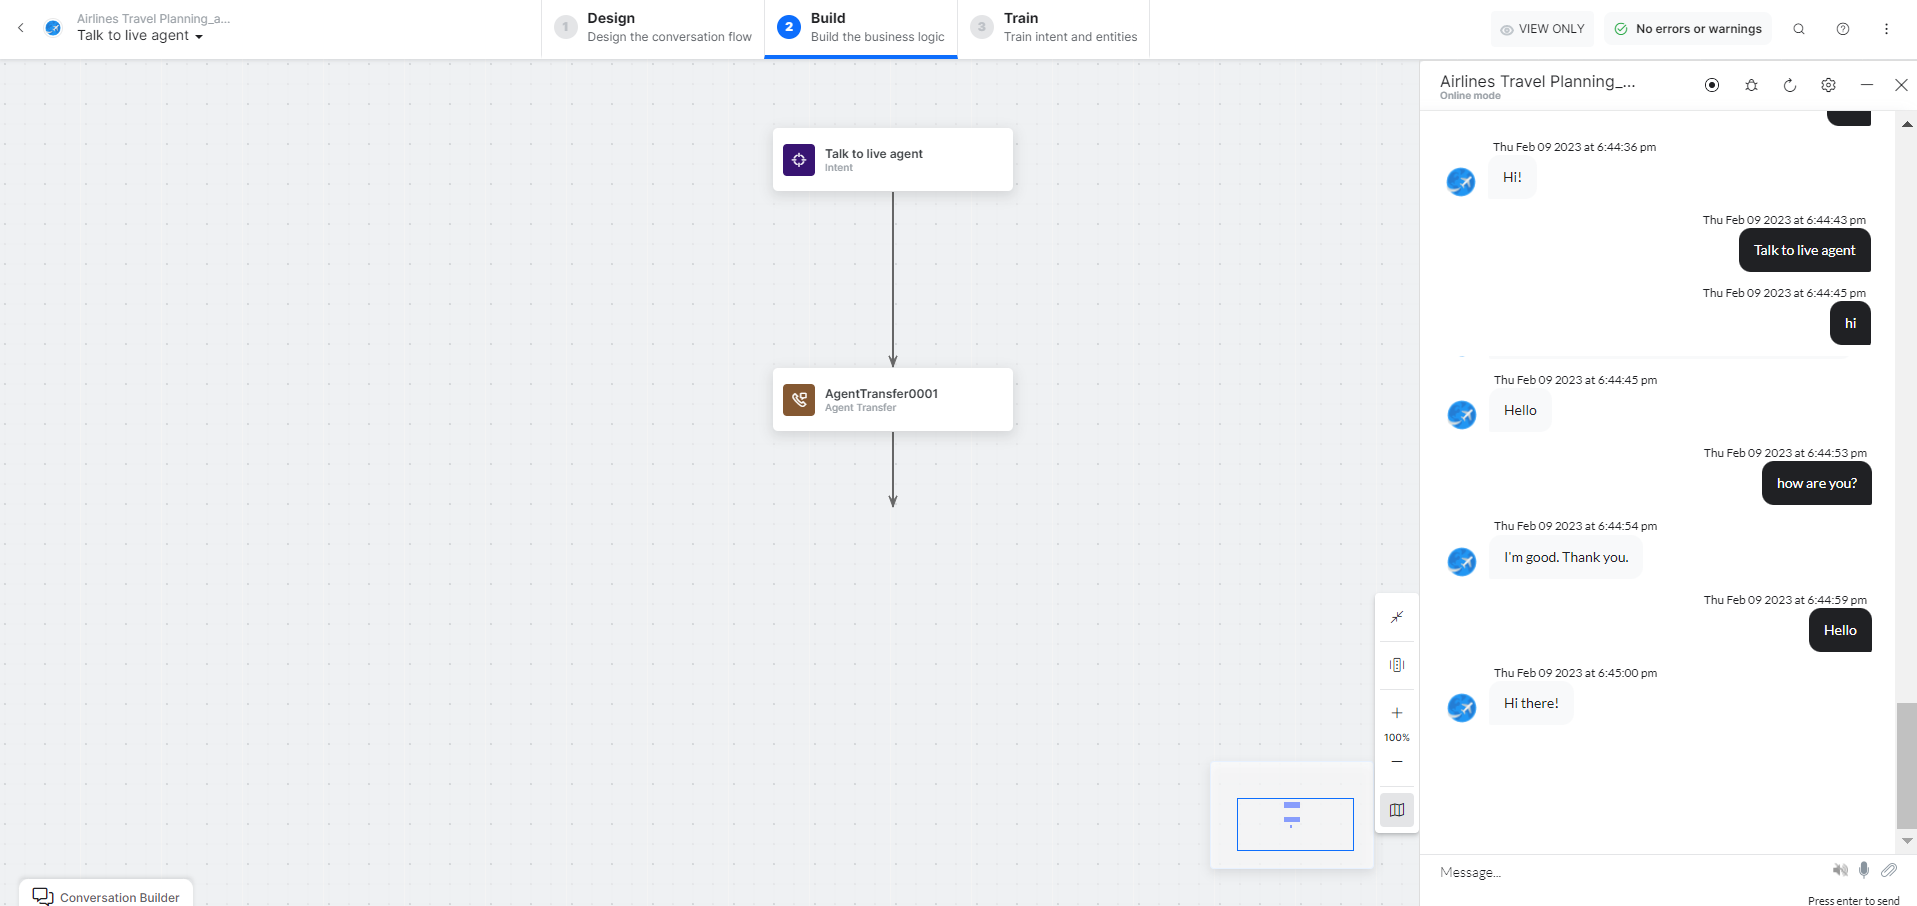 Airlines Travel Planning_a...
Talk to live agent
1
Design
Design the conversation flow
2
Build
Build the business logic
3
Train
Train intent and entities
VIEW ONLY
No errors or warnings
Talk to live agent
Intent
AgentTransfer0001
Agent Transfer
100%
Conversation Builder
Airlines Travel Planning_...
Online mode
Thu Feb 09 2023 at 6:44:36 pm
Hi!
Thu Feb 09 2023 at 6:44:43 pm
Talk to live agent
Thu Feb 09 2023 at 6:44:45 pm
hi
Thu Feb 09 2023 at 6:44:45 pm
Hello
Thu Feb 09 2023 at 6:44:53 pm
how are you?
Thu Feb 09 2023 at 6:44:54 pm
I'm good. Thank you.
Thu Feb 09 2023 at 6:44:59 pm
Hello
Thu Feb 09 2023 at 6:45:00 pm
Hi there!
Message...
Press enter to send